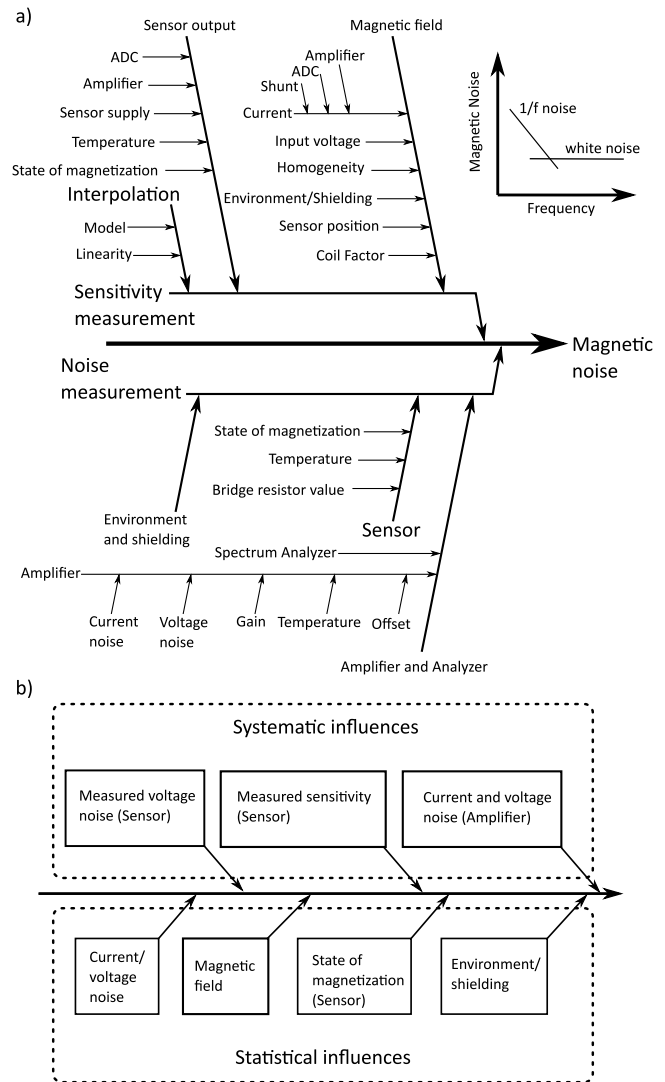 a)
Sensor output
ADC
Amplifier
Sensor supply
Temperature
State of magnetization
Interpolation
Model
Linearity
Magnetic field
Amplifier
ADC
Shunt
Current
Input voltage
Homogeneity
Environment/Shielding
Sensor position
Coil Factor
Magnetic Noise
1/f noise
white noise
Frequency
Sensitivity
measurement
Magnetic
noise
Noise
measurement
State of magnetization
Temperature
Bridge resistor value
Sensor
Environment
and shielding
Spectrum Analyzer
Amplifier
Current
noise
Voltage
noise
Gain
Temperature
Offset
Amplifier and Analyzer
b)
Systematic influences
Measured voltage
noise (Sensor)
Measured sensitivity
(Sensor)
Current and voltage
noise (Amplifier)
Current/
voltage
noise
Magnetic
field
State of
magnetization
(Sensor)
Environment/
shielding
Statistical influences